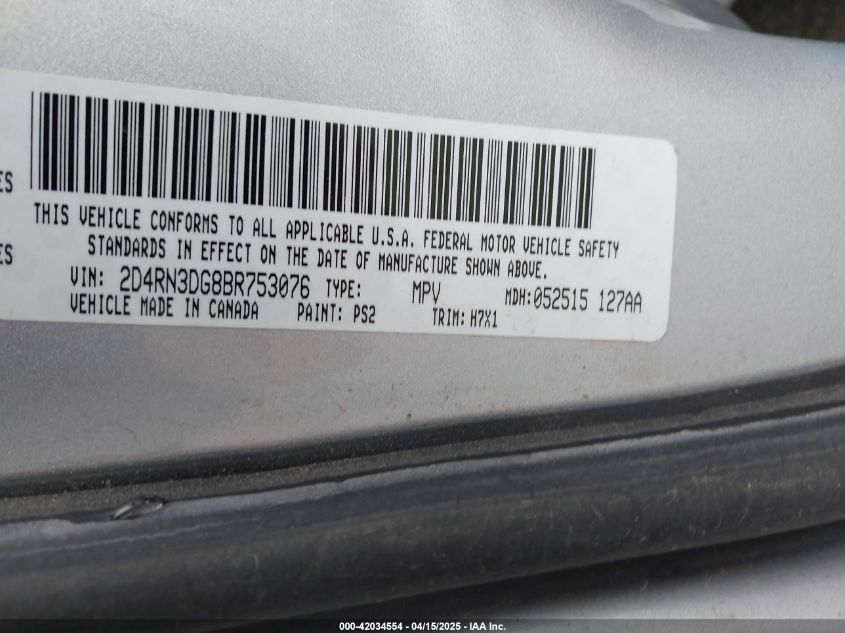 ES
THIS VEHICLE CONFORMS TO ALL APPLICABLE U.S.A. FEDERAL MOTOR VEHICLE SAFETY
ES
STANDARDS IN EFFECT ON THE DATE OF MANUFACTURE SHOWN ABOVE.
VIN: 2D4RN3DG8BR753076 TYPE: MPV MDH: 052515 127AA
VEHICLE MADE IN CANADA PAINT: PS2 TRIM: H7X1
000-42034554 - 04/15/2025 - IAA Inc.